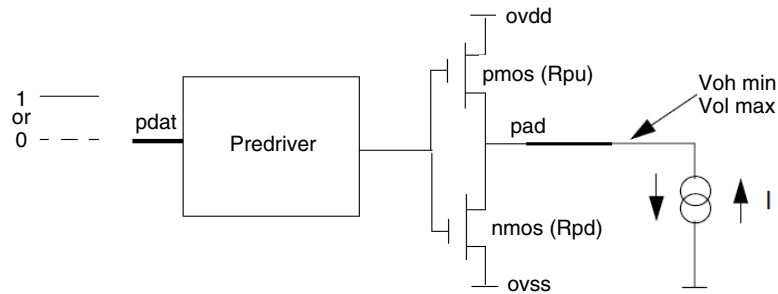 ovdd
pmos (Rpu)
Voh min
Vol max
1
or
0
pdat
Predriver
pad
I
nmos (Rpd)
ovss